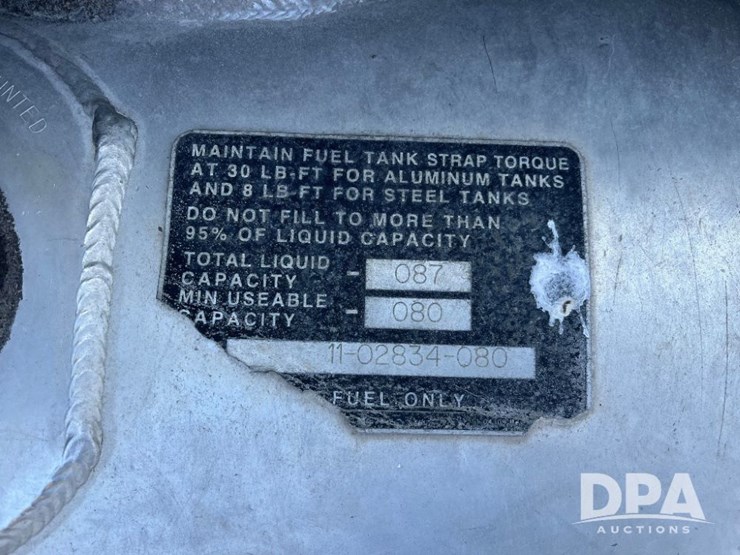 MAINTAIN FUEL TANK STRAP TORQUE
AT 30 LB-FT FOR ALUMINUM TANKS
AND 8 LB-FT FOR STEEL TANKS
DO NOT FILL TO MORE THAN
95% OF LIQUID CAPACITY
TOTAL LIQUID
CAPACITY - 087
MIN USEABLE
CAPACITY - 080
11-02834-080
FUEL ONLY
DPA
AUCTIONS